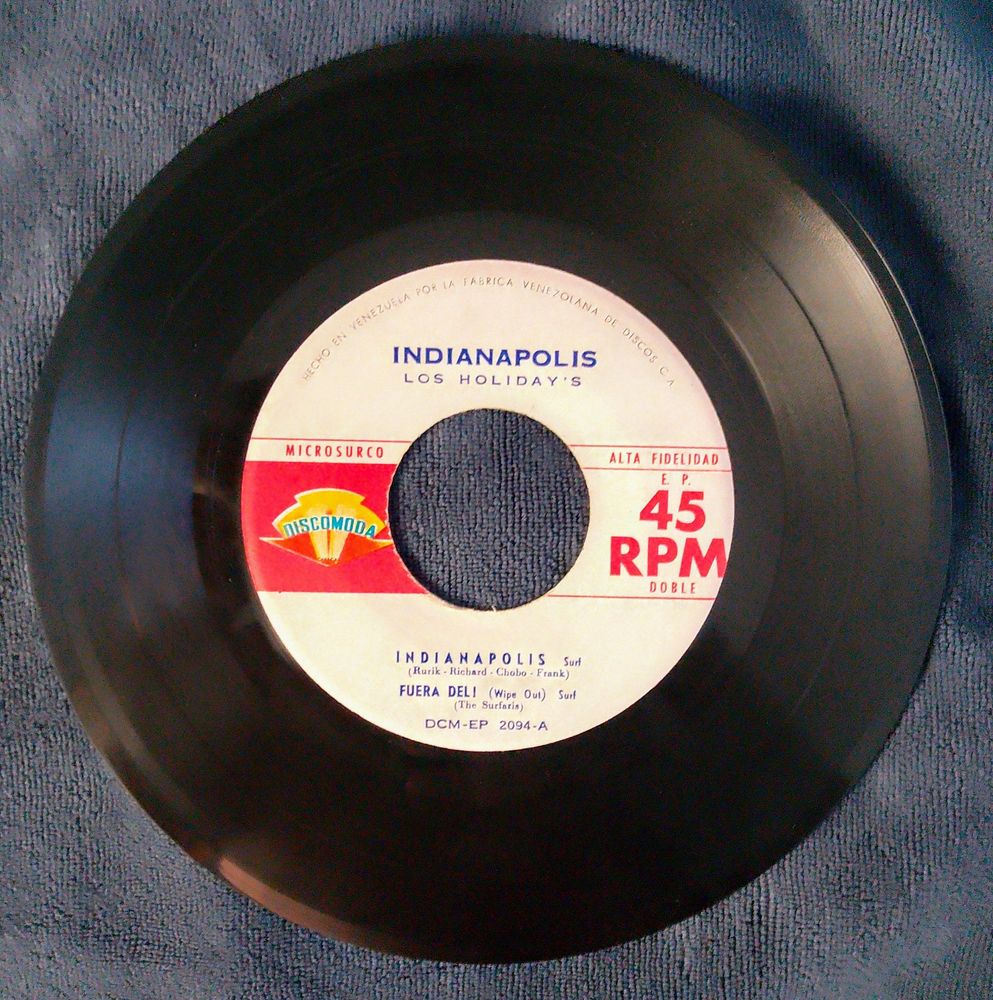 HECHO EN VENEZUELA POR LA FABRICA VENEZOLANA DE DISCOS C.A
INDIANAPOLIS
LOS HOLIDAY'S
MICROSURCO
ALTA FIDELIDAD
E. P.
45
RPM
DOBLE
DISCOMODA
INDIANAPOLIS Surf
(Rurik - Richard - Chobo - Frank)
FUERA DEL! (Wipe Out) Surf
(The Surfaris)
DCM-EP 2094-A